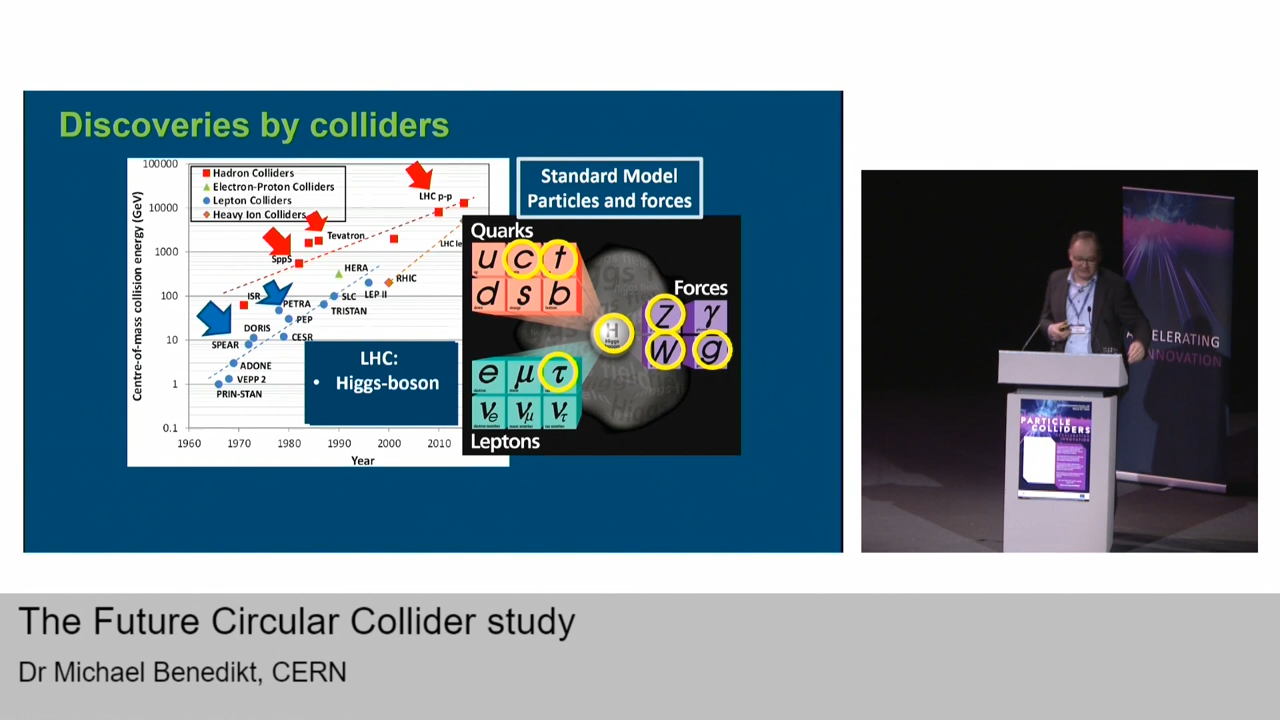 Discoveries by colliders
100000
10000
1000
100
10
1
0.1
Centre-of-mass collision energy (GeV)
Hadron Colliders
Electron-Proton Colliders
Lepton Colliders
Heavy Ion Colliders
LHC p-p
Tevatron
LHC le
SppS
HERA
RHIC
ISR
SLC
LEP II
PETRA
TRISTAN
PEP
DORIS
CESR
SPEAR
ADONE
VEPP 2
PRIN-STAN
1960
1970
1980
1990
2000
2010
Year
LHC:
• Higgs-boson
Standard Model
Particles and forces
Quarks
u c t
d s b
Forces
Z γ
W g
H
e μ τ
νe νμ ντ
Leptons
ACCELERATING
INNOVATION
PARTICLE
COLLIDERS
The Future Circular Collider study
Dr Michael Benedikt, CERN